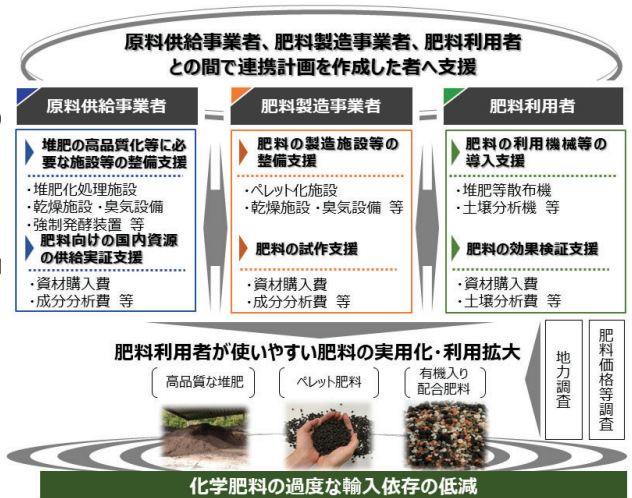 原料供給事業者、肥料製造事業者、肥料利用者
との間で連携計画を作成した者へ支援
原料供給事業者
堆肥の高品質化等に必
要な施設等の整備支援
・堆肥化処理施設
・乾燥施設・臭気設備
・強制発酵装置 等
肥料向けの国内資源
の供給実証支援
・資材購入費
・成分分析費 等
肥料製造事業者
肥料の製造施設等の
整備支援
・ペレット化施設
・乾燥施設・臭気設備 等
肥料の試作支援
・資材購入費
・成分分析費 等
肥料利用者
肥料の利用機械等の
導入支援
・堆肥等散布機
・土壌分析機 等
肥料の効果検証支援
・資材購入費
・土壌分析費 等
肥料利用者が使いやすい肥料の実用化・利用拡大
高品質な堆肥
ペレット肥料
有機入り
配合肥料
肥料価格等調査
地力調査
化学肥料の過度な輸入依存の低減